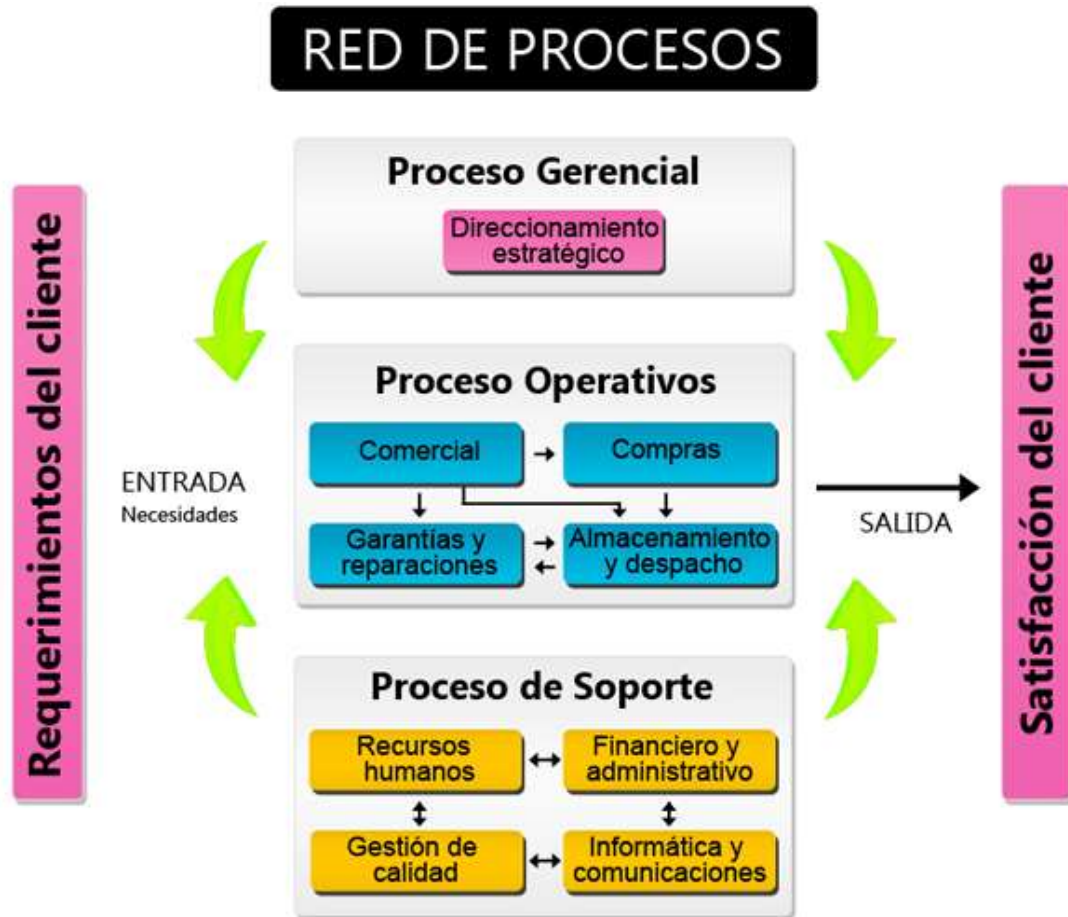 RED DE PROCESOS
Requerimientos del cliente
Proceso Gerencial
Direccionamiento
estratégico
Proceso Operativos
Comercial
Compras
Garantías y
reparaciones
Almacenamiento
y despacho
ENTRADA
Necesidades
SALIDA
Proceso de Soporte
Recursos
humanos
Financiero y
administrativo
Gestión de
calidad
Informática y
comunicaciones
Satisfacción del cliente